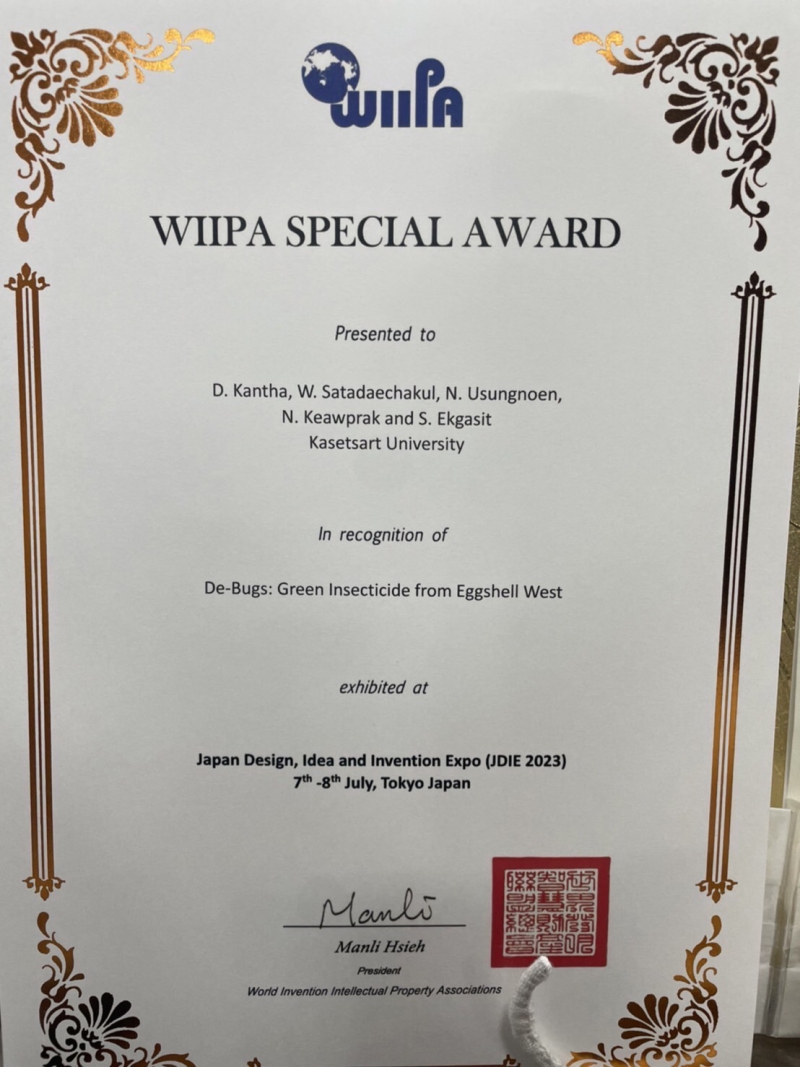 WIIPA
WIIPA SPECIAL AWARD
Presented to
D. Kantha, W. Satadaechakul, N. Usungnoen,
N. Keawprak and S. Ekgasit
Kasetsart University
In recognition of
De-Bugs: Green Insecticide from Eggshell West
exhibited at
Japan Design, Idea and Invention Expo (JDIE 2023)
7th -8th July, Tokyo Japan
Manli
Manli Hsieh
President
World Invention Intellectual Property Associations